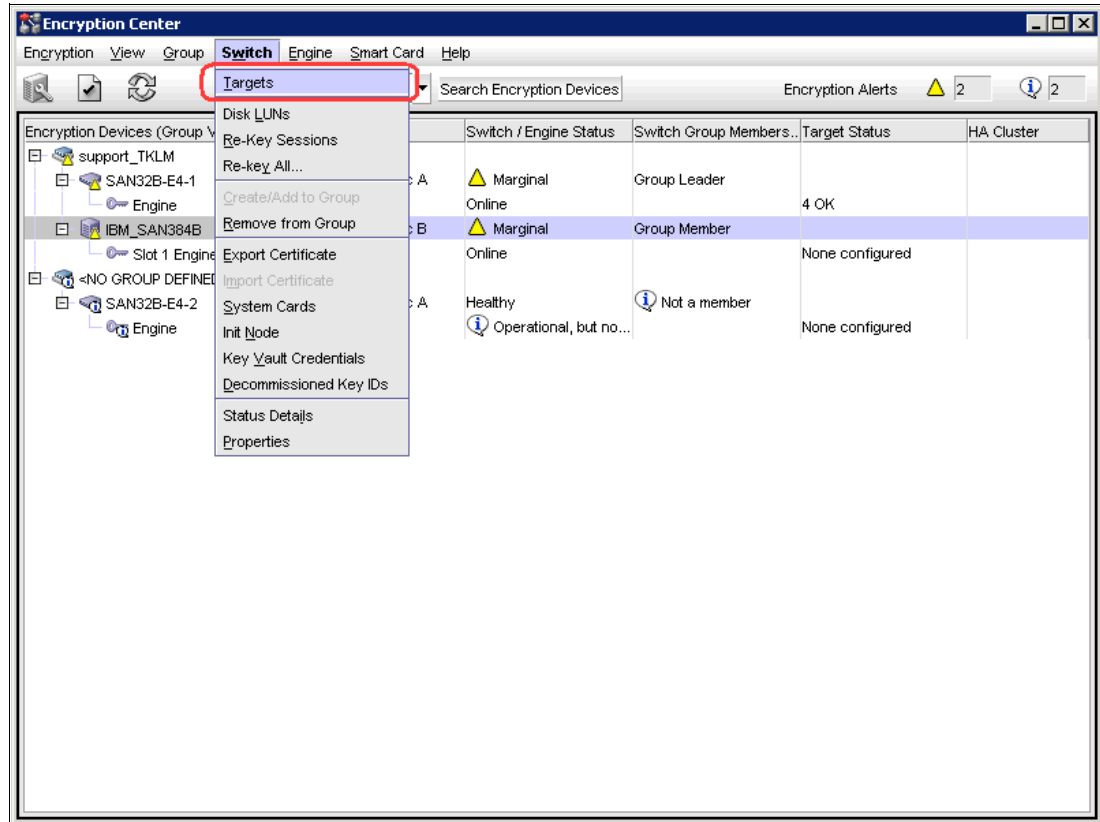 Encryption Center
Encryption View Group Switch Engine Smart Card Help
Targets
Search Encryption Devices
Encryption Alerts 2 2
Disk LUNs
Re-Key Sessions
Re-key All...
Create/Add to Group
Remove from Group
Export Certificate
Import Certificate
System Cards
Init Node
Key Vault Credentials
Decommissioned Key IDs
Status Details
Properties
Encryption Devices (Group Switch / Engine Status Switch Group Members.. Target Status HA Cluster
support_TKLM
SAN32B-E4-1 A Marginal Group Leader
Engine Online 4 OK
IBM_SAN384B B Marginal Group Member
Slot 1 Engine Online None configured
<NO GROUP DEFINED
SAN32B-E4-2 A Healthy Not a member
Engine Operational, but no... None configured